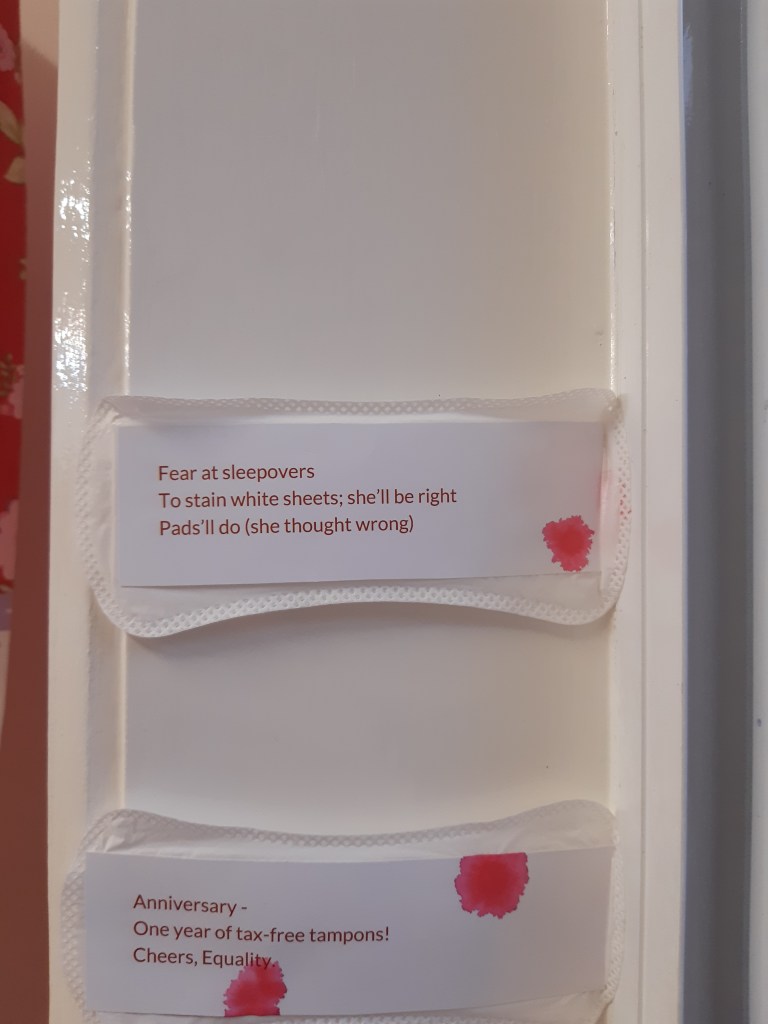 Fear at sleepovers
To stain white sheets; she’ll be right
Pads’ll do (she thought wrong)
Anniversary -
One year of tax-free tampons!
Cheers, Equality.